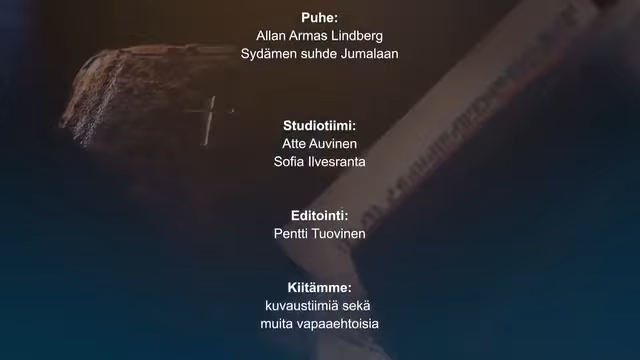 Puhe:
Allan Armas Lindberg
Sydämen suhde Jumalaan
Studiotiimi:
Atte Auvinen
Sofia Ilvesranta
Editointi:
Pentti Tuovinen
Kiitämme:
kuvaustiimiä sekä
muita vapaaehtoisia